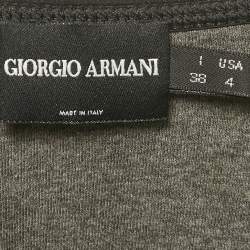 GIORGIO ARMANI
MADE IN ITALY
I USA
38 4